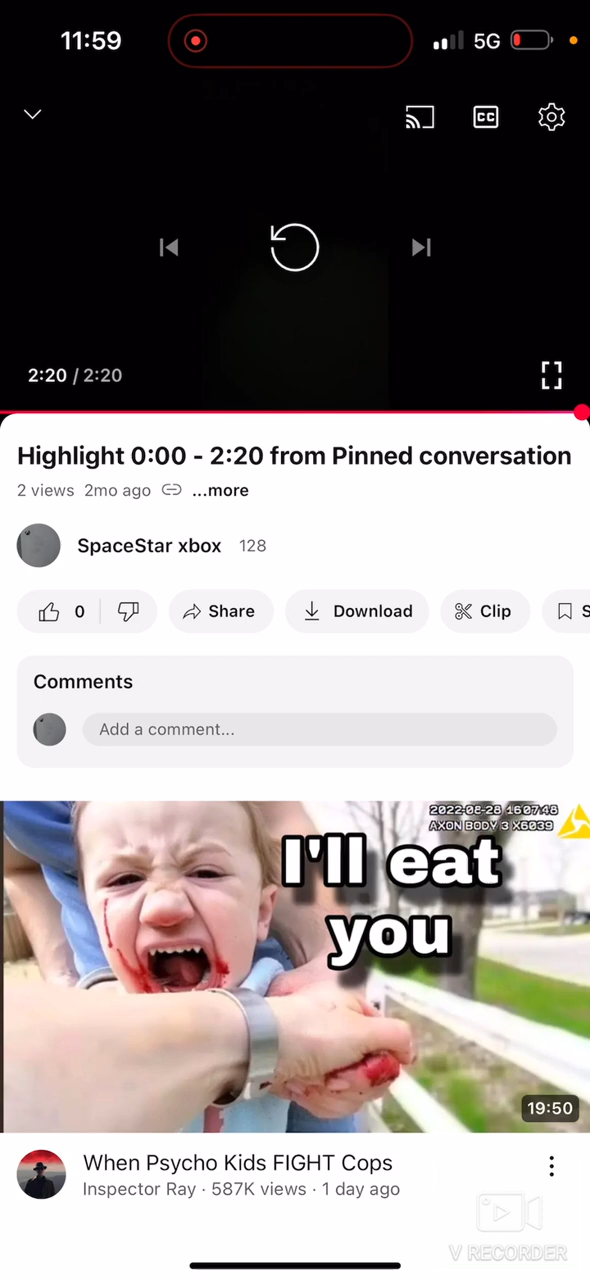 11:59
5G
CC
2:20 / 2:20
Highlight 0:00 - 2:20 from Pinned conversation
2 views 2mo ago ...more
SpaceStar xbox 128
0 Share Download Clip S
Comments
Add a comment...
2022-08-28 16:07:48
AXON BODY 3 X6039
I'll eat
you
19:50
When Psycho Kids FIGHT Cops
Inspector Ray · 587K views · 1 day ago
V RECORDER